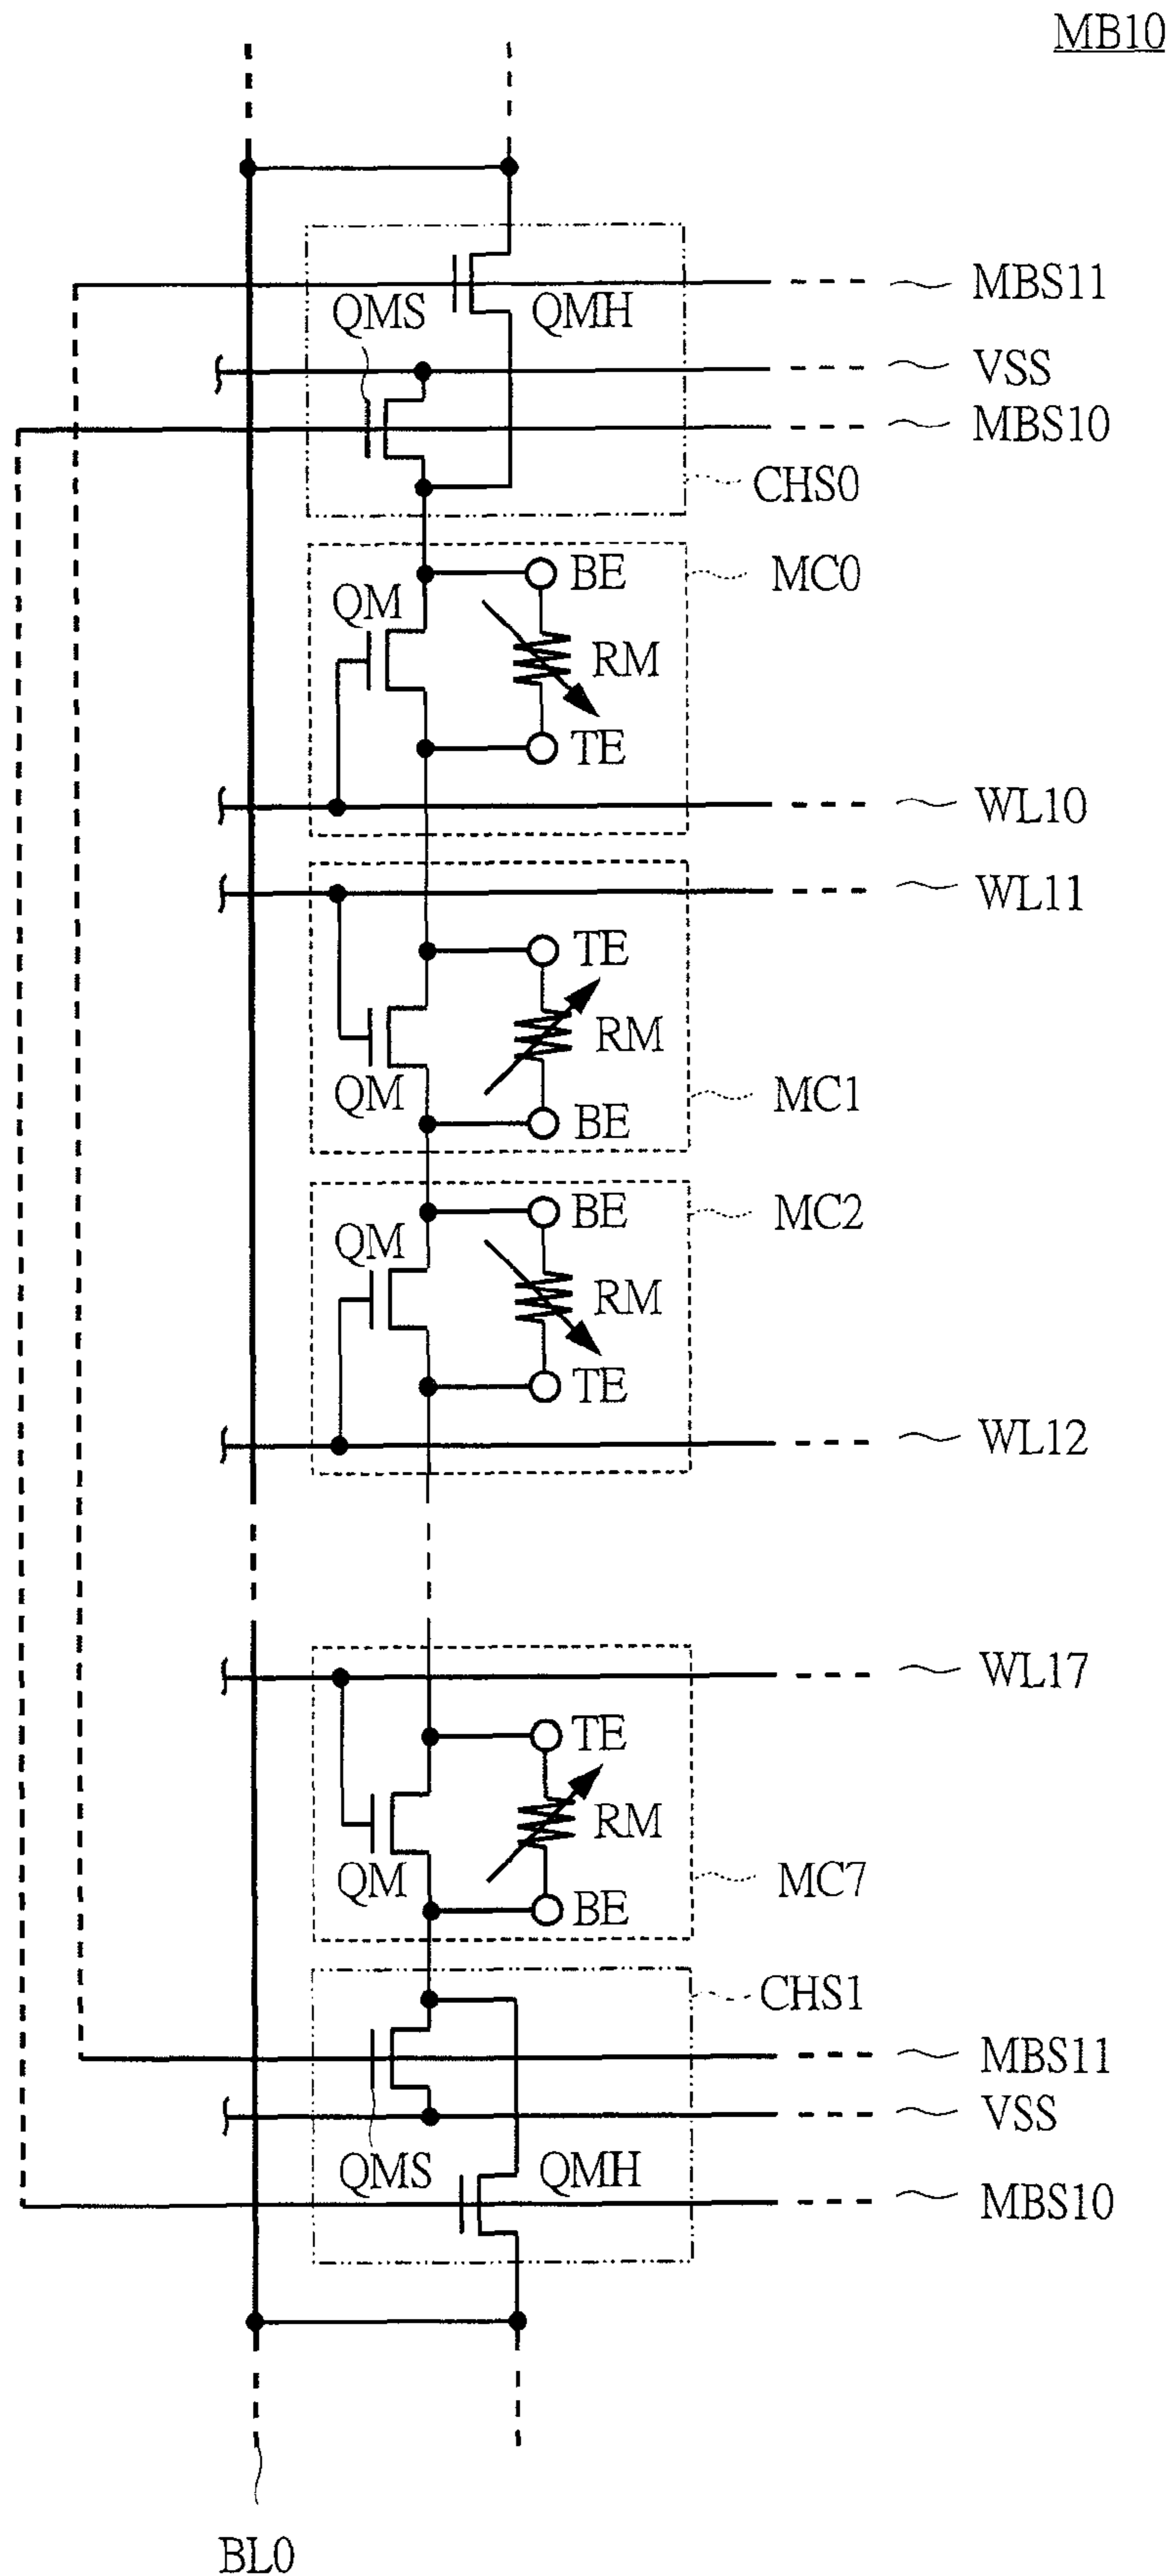 MB10
MBS11
QMS QMH
VSS
MBS10
CHS0
BE MC0
QM
RM
TE
WL10
WL11
TE
RM
QM MC1
BE
BE MC2
QM
RM
TE
WL12
WL17
TE
RM
QM MC7
BE
CHS1
MBS11
VSS
QMS QMH
MBS10
BL0